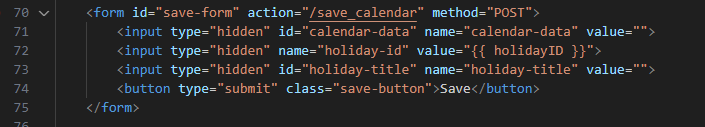 70 <form id="save-form" action="/save_calendar" method="POST">
71 <input type="hidden" id="calendar-data" name="calendar-data" value="">
72 <input type="hidden" name="holiday-id" value="{{ holidayID }}">
73 <input type="hidden" id="holiday-title" name="holiday-title" value="">
74 <button type="submit" class="save-button">Save</button>
75 </form>
76